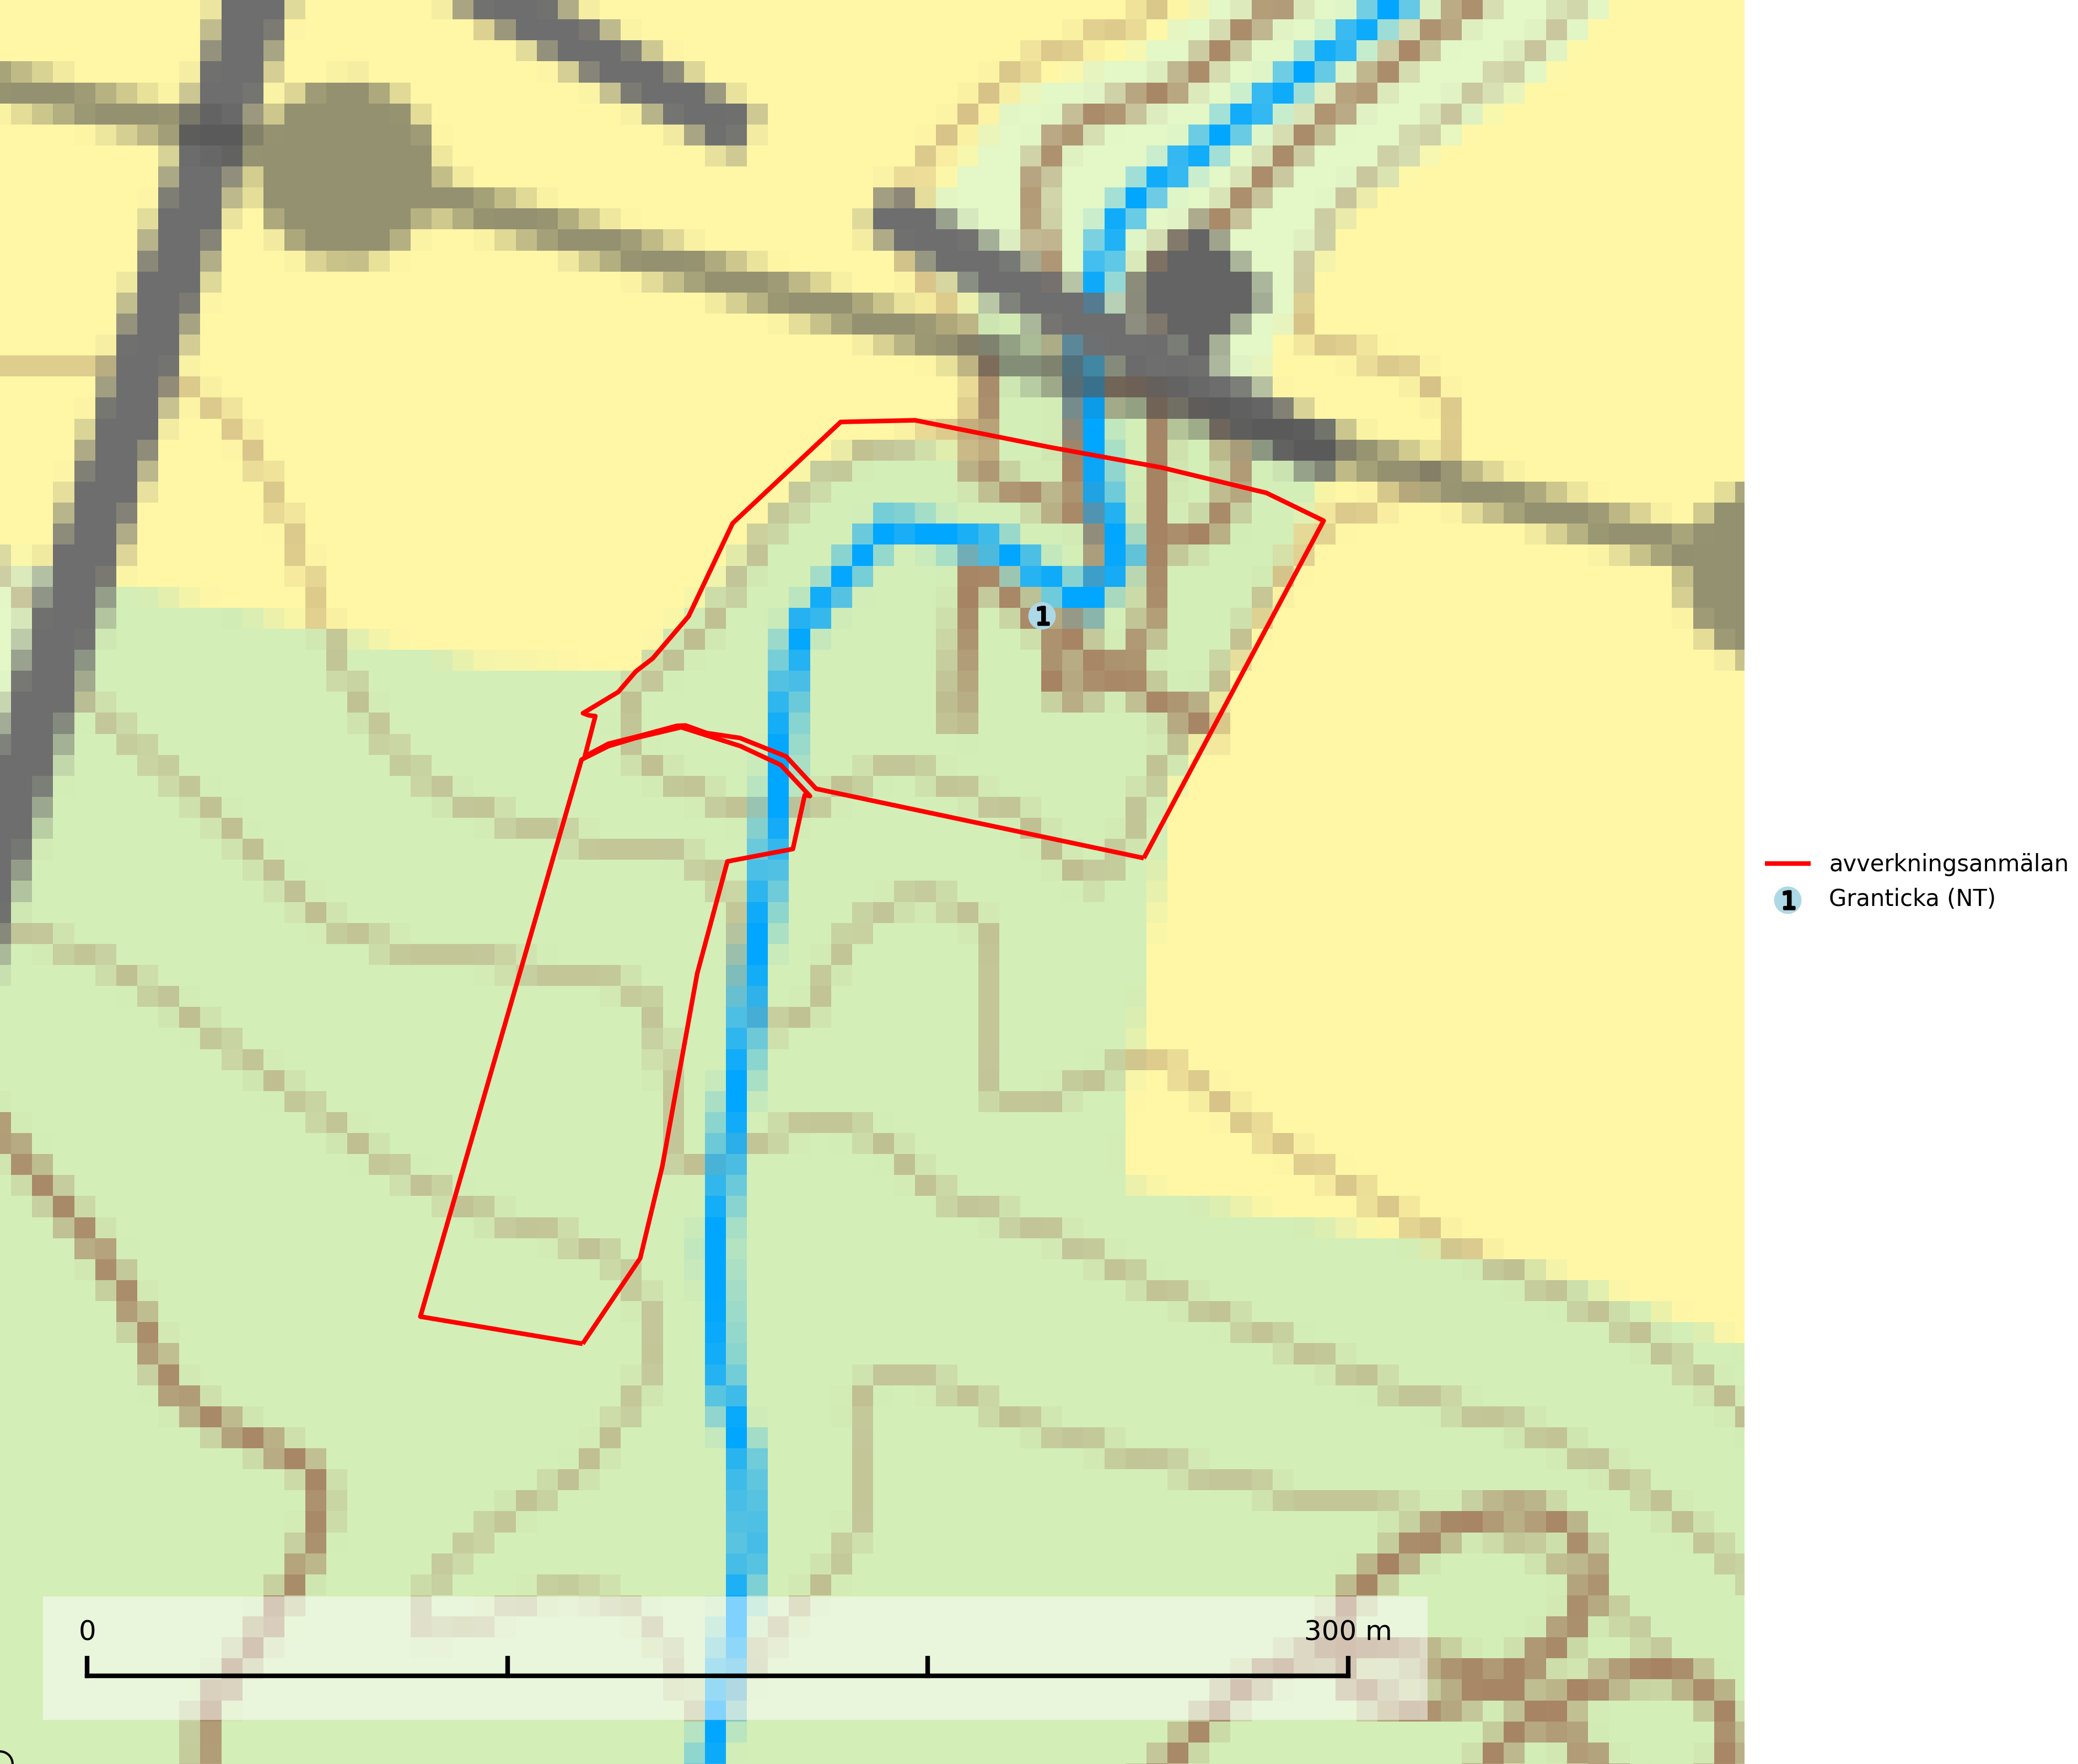 1
avverkningsanmälan
1 Granticka (NT)
0 300 m